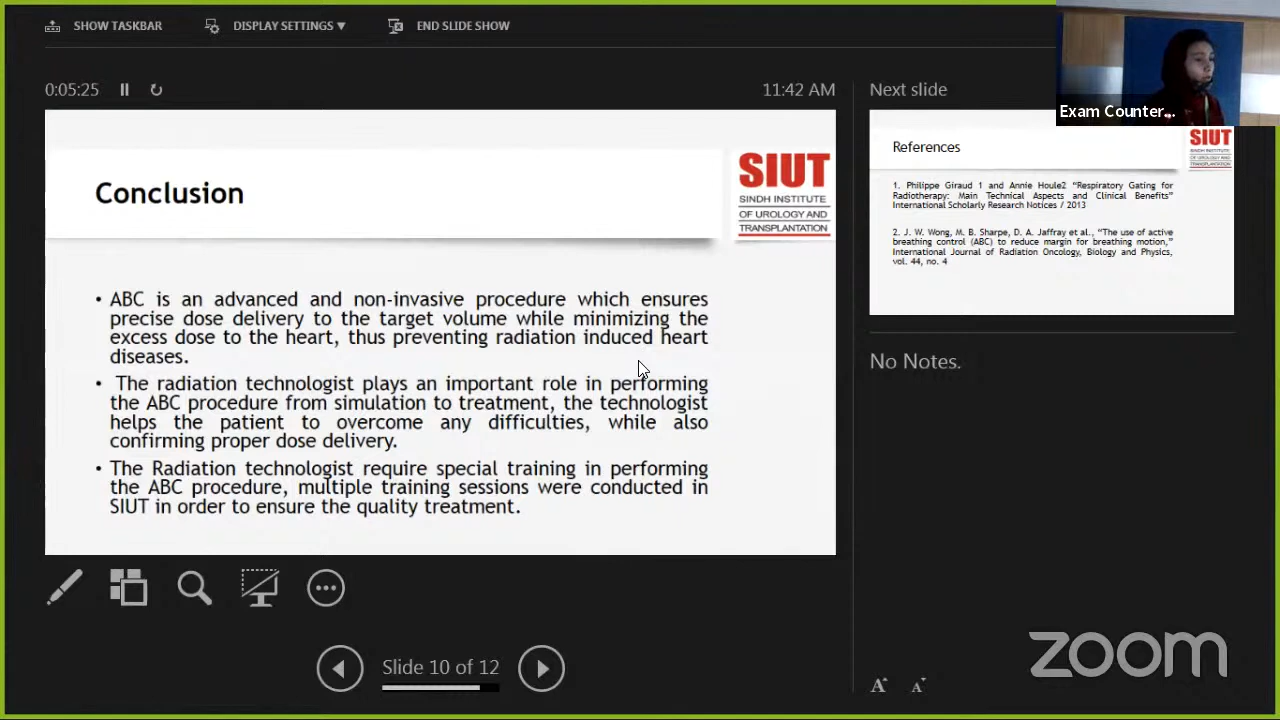 SHOW TASKBAR
DISPLAY SETTINGS ▼
END SLIDE SHOW
Exam Counter...
0:05:25
11:42 AM
Conclusion
SIUT
SINDH INSTITUTE
OF UROLOGY AND
TRANSPLANTATION
• ABC is an advanced and non-invasive procedure which ensures
precise dose delivery to the target volume while minimizing the
excess dose to the heart, thus preventing radiation induced heart
diseases.
• The radiation technologist plays an important role in performing
the ABC procedure from simulation to treatment, the technologist
helps the patient to overcome any difficulties, while also
confirming proper dose delivery.
• The Radiation technologist require special training in performing
the ABC procedure, multiple training sessions were conducted in
SIUT in order to ensure the quality treatment.
Slide 10 of 12
Next slide
References
SIUT
SINDH INSTITUTE
OF UROLOGY AND
TRANSPLANTATION
1. Philippe Giraud 1 and Annie Houle2 “Respiratory Gating for
Radiotherapy: Main Technical Aspects and Clinical Benefits”
International Scholarly Research Notices / 2013
2. J. W. Wong, M. B. Sharpe, D. A. Jaffray et al., “The use of active
breathing control (ABC) to reduce margin for breathing motion,”
International Journal of Radiation Oncology, Biology and Physics,
vol. 44, no. 4
No Notes.
zoom
A A